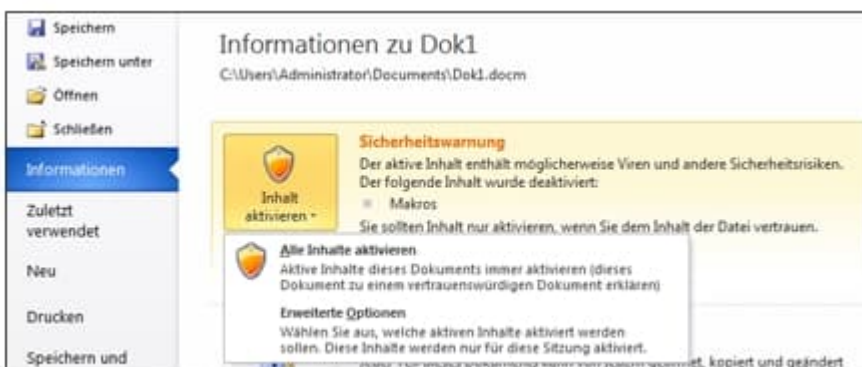 Speichern
Speichern unter
Öffnen
Schließen
Informationen
Zuletzt
verwendet
Neu
Drucken
Speichern und
Informationen zu Dok1
C:\Users\Administrator\Documents\Dok1.docm
Inhalt
aktivieren
Sicherheitswarnung
Der aktive Inhalt enthält möglicherweise Viren und andere Sicherheitsrisiken.
Der folgende Inhalt wurde deaktiviert:
Makros
Sie sollten Inhalt nur aktivieren, wenn Sie dem Inhalt der Datei vertrauen.
Alle Inhalte aktivieren
Aktive Inhalte dieses Dokuments immer aktivieren (dieses
Dokument zu einem vertrauenswürdigen Dokument erklären)
Erweiterte Optionen
Wählen Sie aus, welche aktiven Inhalte aktiviert werden
sollen. Diese Inhalte werden nur für diese Sitzung aktiviert.
kopiert und geändert